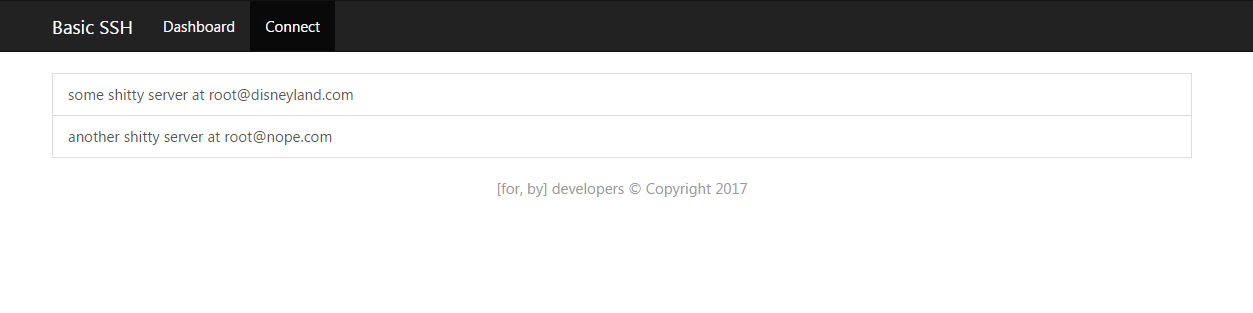 Basic SSH Dashboard Connect
some shitty server at root@disneyland.com
another shitty server at root@nope.com
[for, by] developers © Copyright 2017